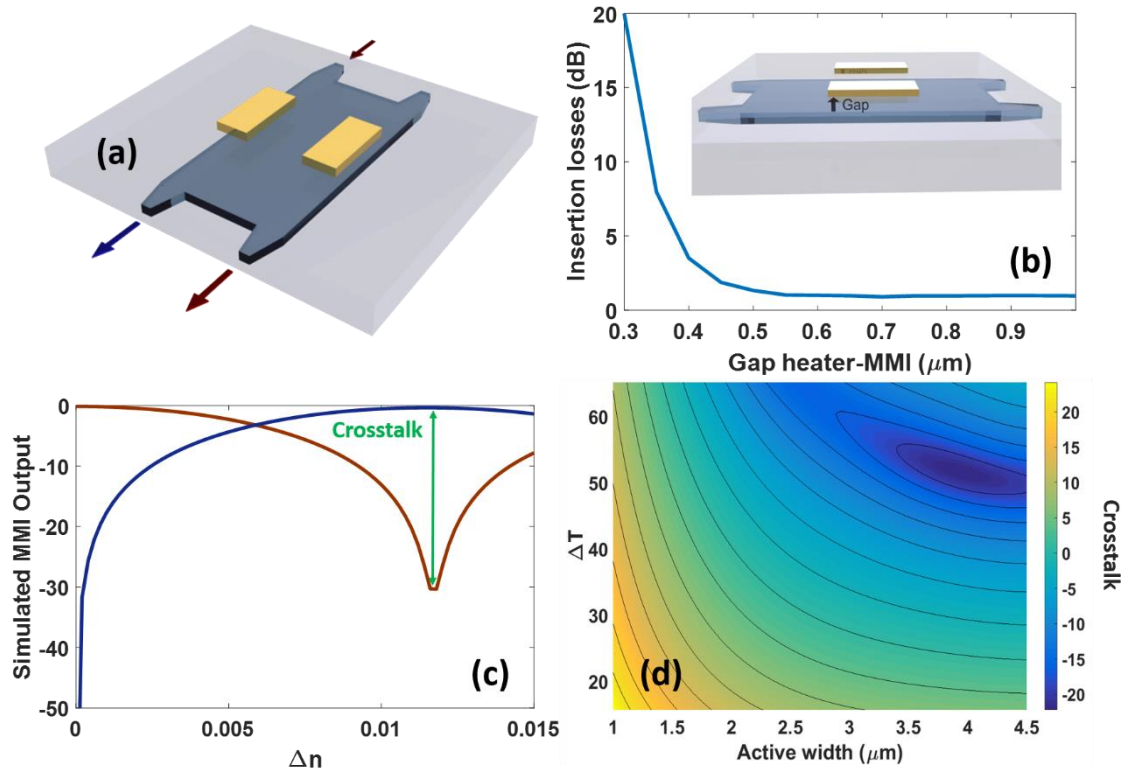 (a)
Insertion losses (dB)
20
15
10
5
0
Gap
(b)
0.3 0.4 0.5 0.6 0.7 0.8 0.9
Gap heater-MMI (μm)
Simulated MMI Output
0
-10
-20
-30
-40
-50
Crosstalk
(c)
0 0.005 0.01 0.015
Δn
ΔT
60
50
40
30
20
(d)
1 1.5 2 2.5 3 3.5 4 4.5
Active width (μm)
20
15
10
5
0
-5
-10
-15
-20
Crosstalk